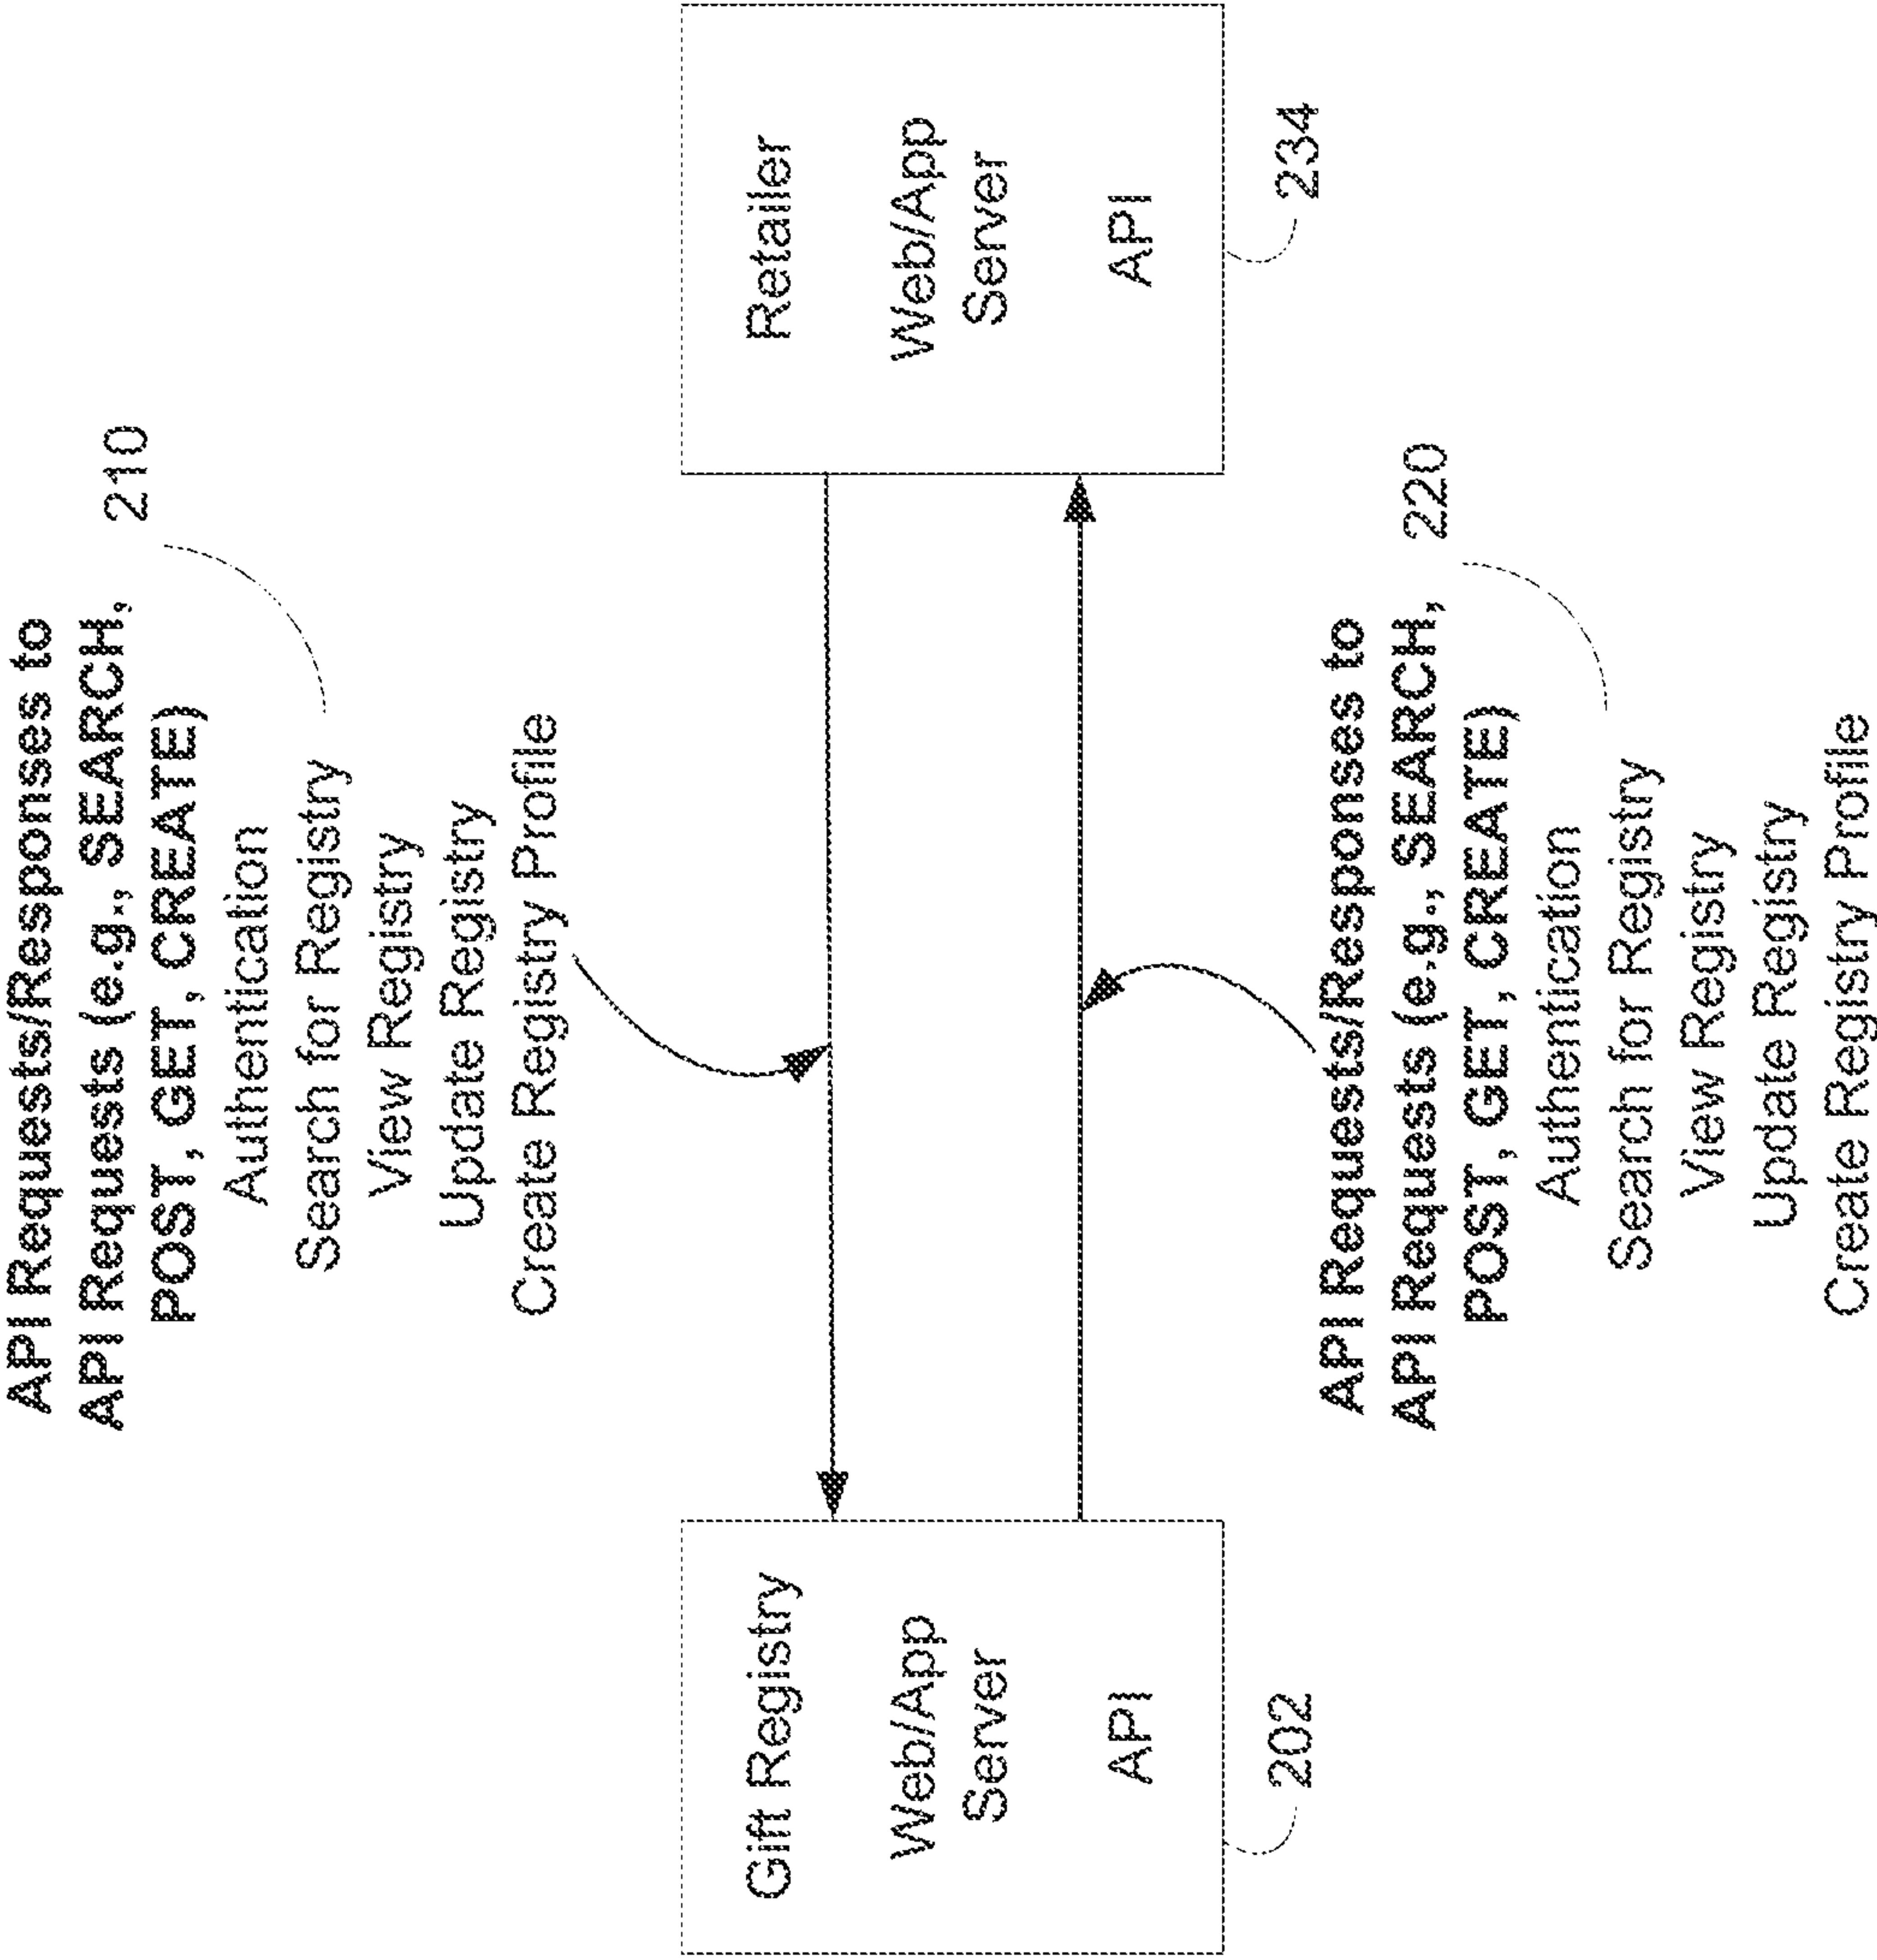 API Requests/Responses to
API Requests (e.g., SEARCH,
POST, GET, CREATE)
210
Authentication
Search for Registry
View Registry
Update Registry
Create Registry Profile
Gift Registry
Web/App
Server
API
202
Retailer
Web/App
Server
API
234
API Requests/Responses to
API Requests (e.g., SEARCH,
POST, GET, CREATE)
220
Authentication
Search for Registry
View Registry
Update Registry
Create Registry Profile